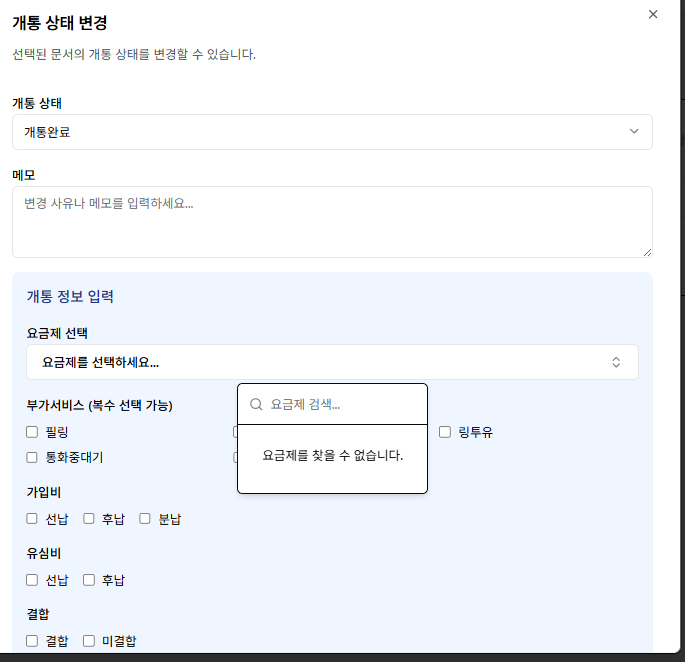 개통 상태 변경
선택된 문서의 개통 상태를 변경할 수 있습니다.
개통 상태
개통완료
메모
변경 사유나 메모를 입력하세요...
개통 정보 입력
요금제 선택
요금제를 선택하세요...
요금제 검색...
요금제를 찾을 수 없습니다.
부가서비스 (복수 선택 가능)
필링 링투유
통화중대기
가입비
선납 후납 분납
유심비
선납 후납
결합
결합 미결합